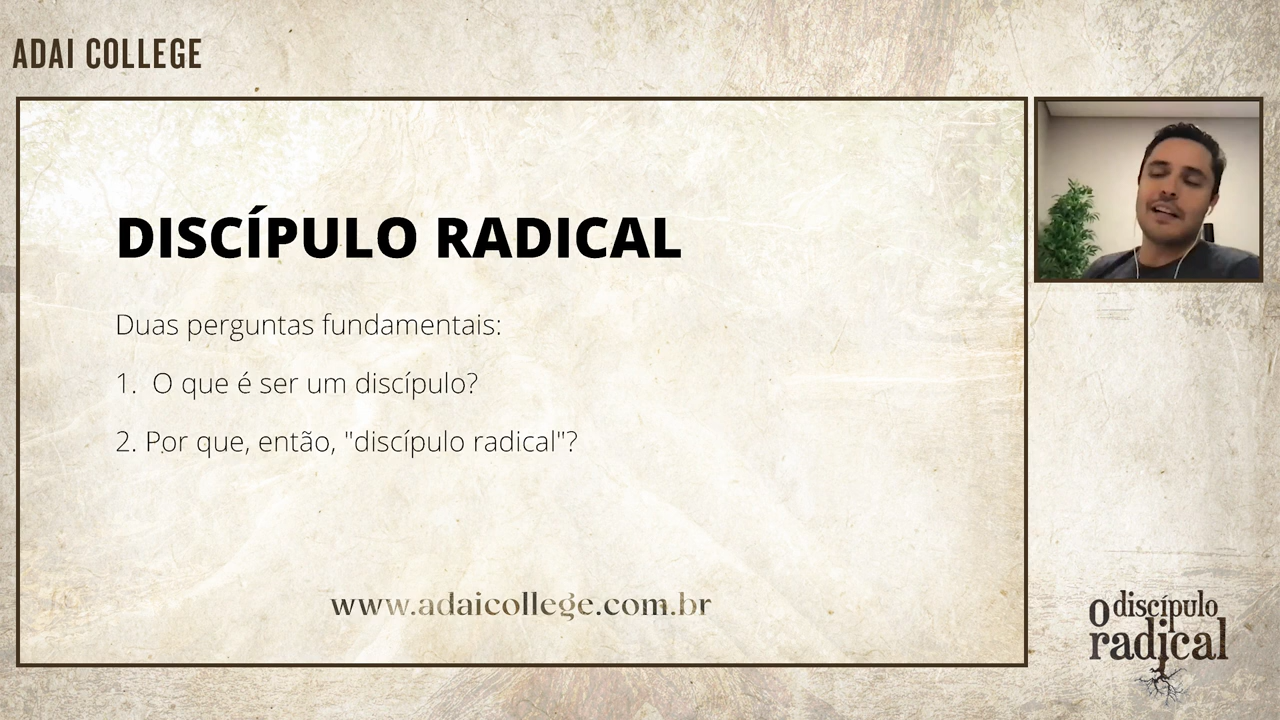 ADAI COLLEGE
DISCÍPULO RADICAL
Duas perguntas fundamentais:
1. O que é ser um discípulo?
2. Por que, então, "discípulo radical"?
www.adaicollege.com.br
o discípulo
radical